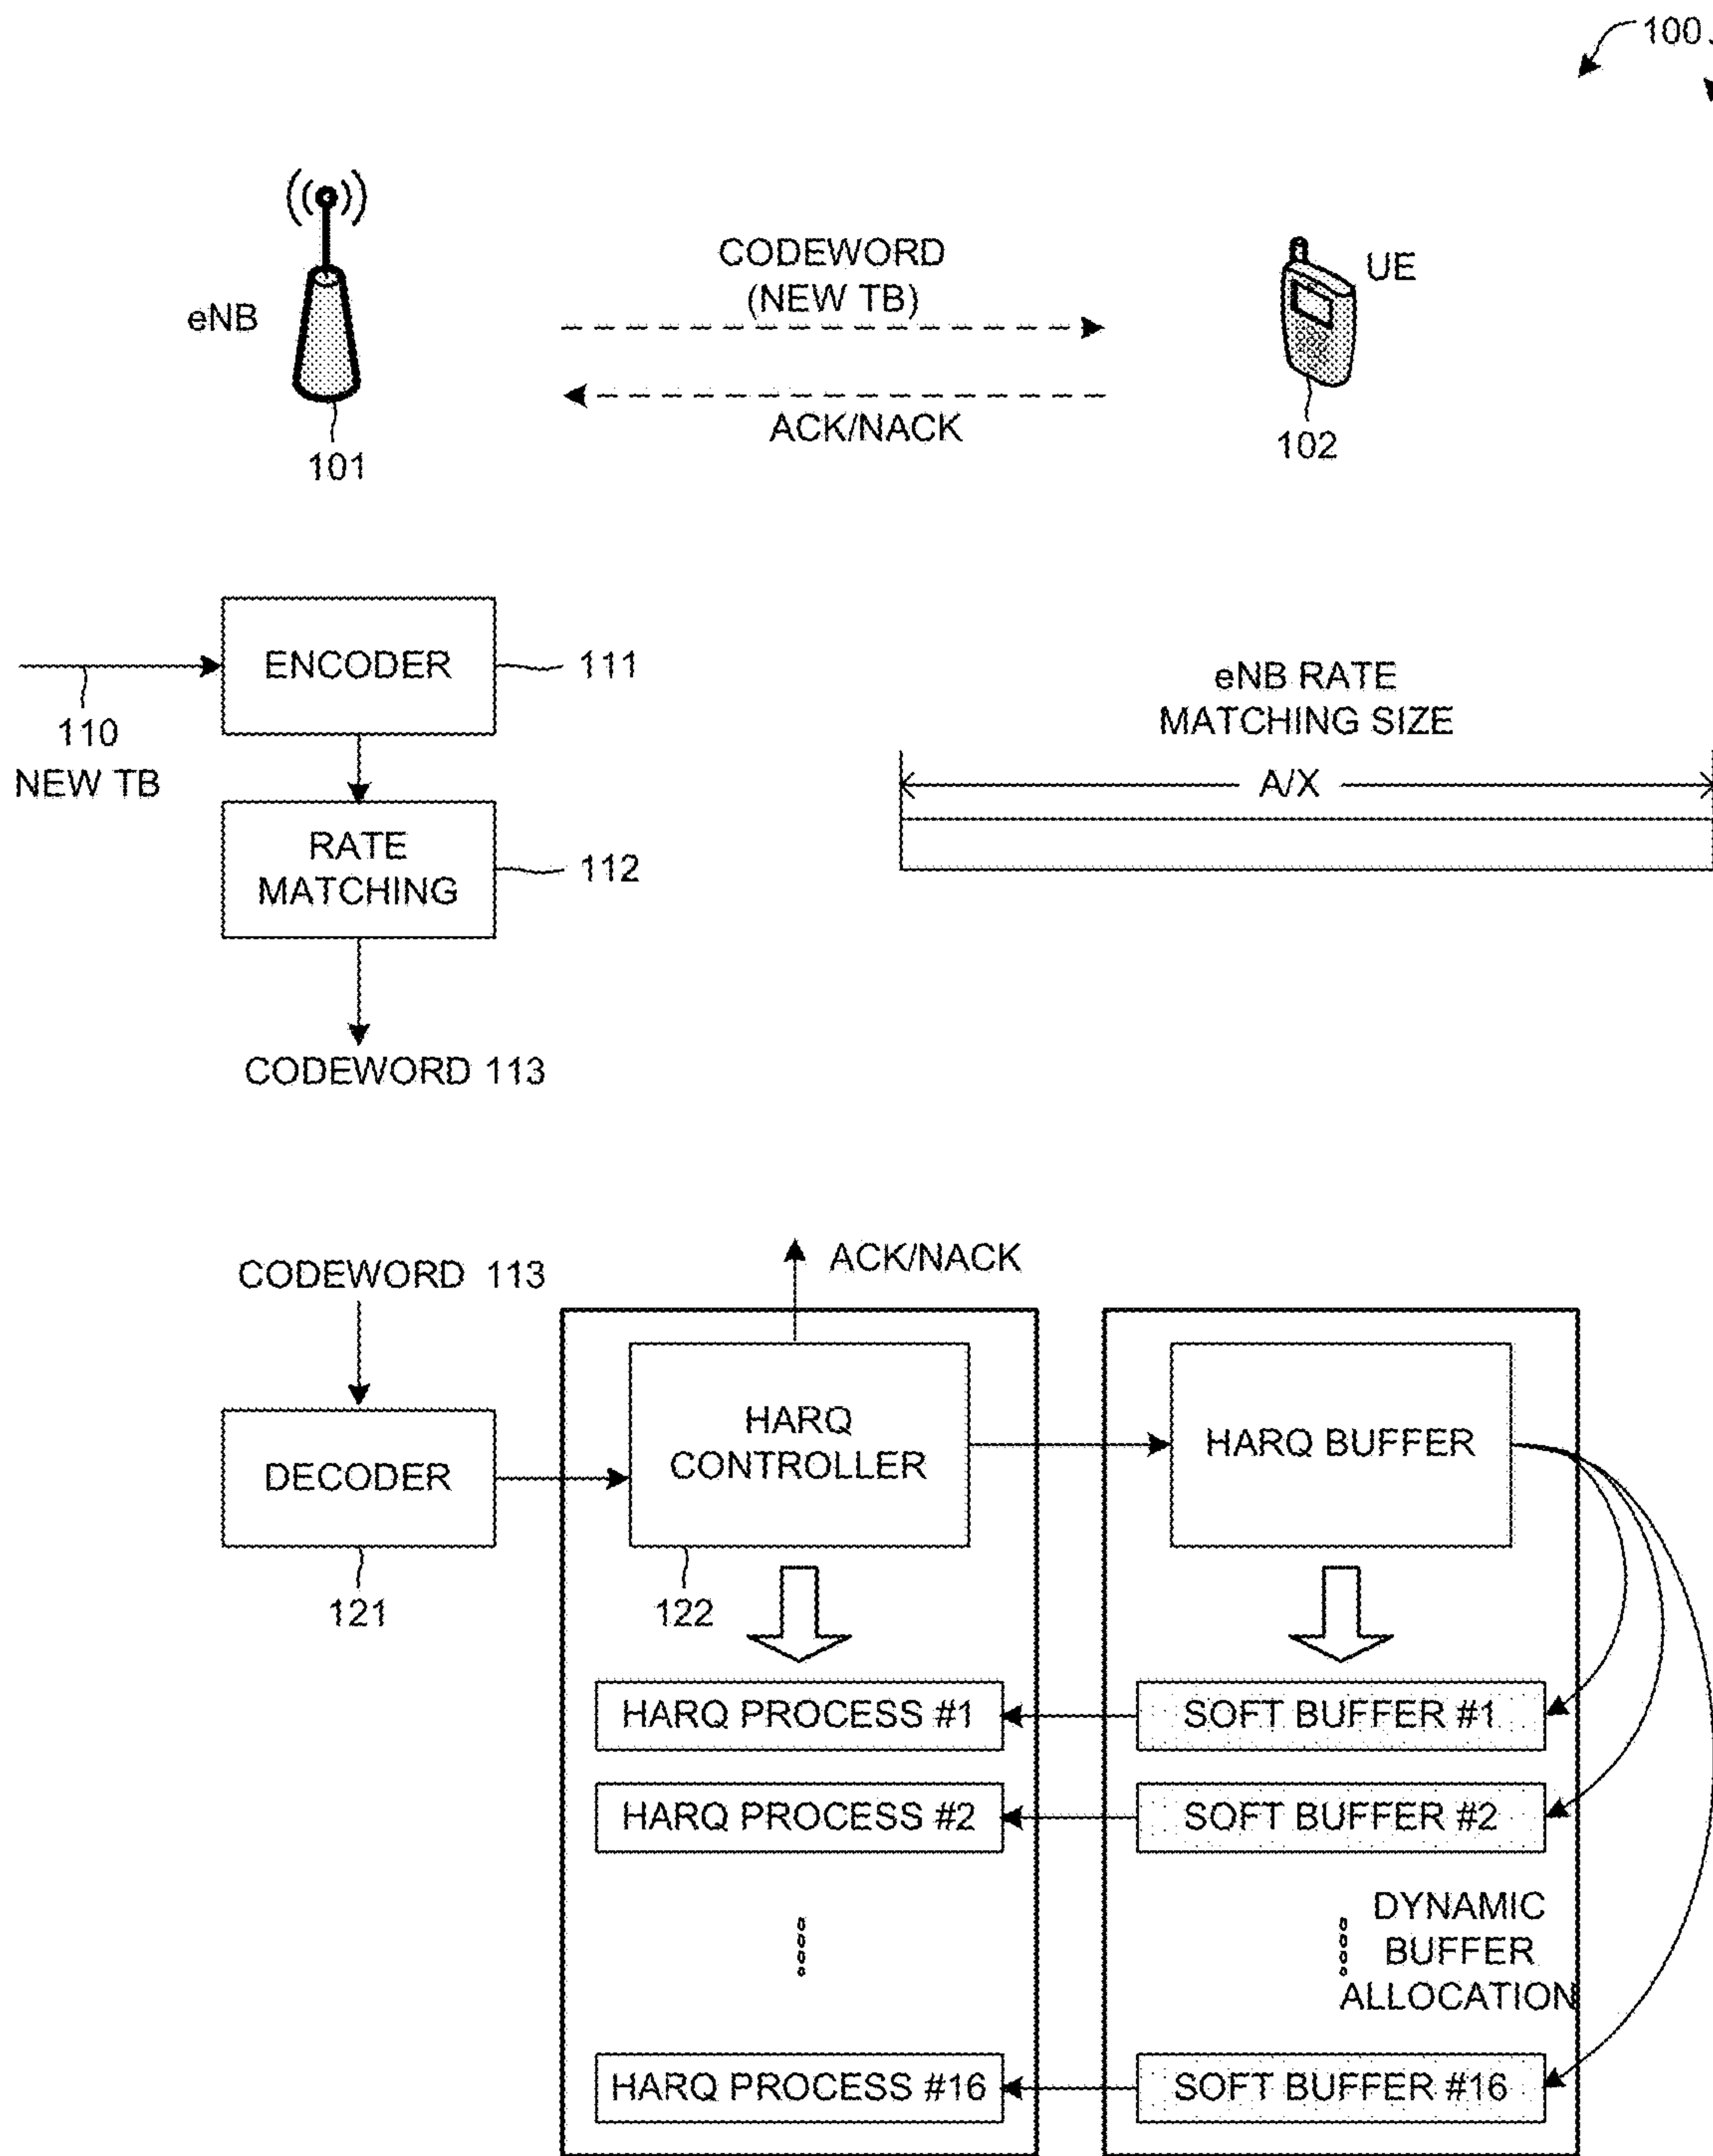 100
CODEWORD
(NEW TB)
UE
eNB
ACK/NACK
101
102
ENCODER
111
110
NEW TB
eNB RATE
MATCHING SIZE
A/X
RATE
MATCHING
112
CODEWORD 113
CODEWORD 113
ACK/NACK
HARQ
CONTROLLER
HARQ BUFFER
DECODER
121
122
HARQ PROCESS #1
SOFT BUFFER #1
HARQ PROCESS #2
SOFT BUFFER #2
DYNAMIC
BUFFER
ALLOCATION
HARQ PROCESS #16
SOFT BUFFER #16